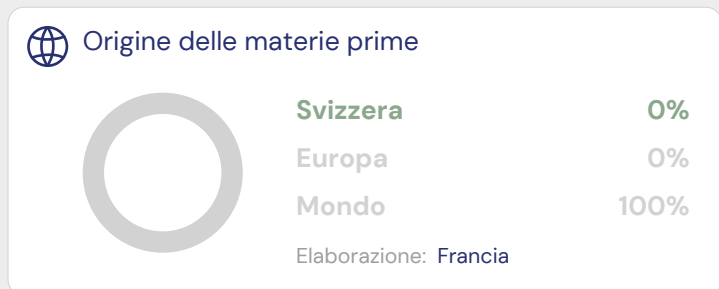 Origine delle materie prime
Svizzera 0%
Europa 0%
Mondo 100%
Elaborazione: Francia